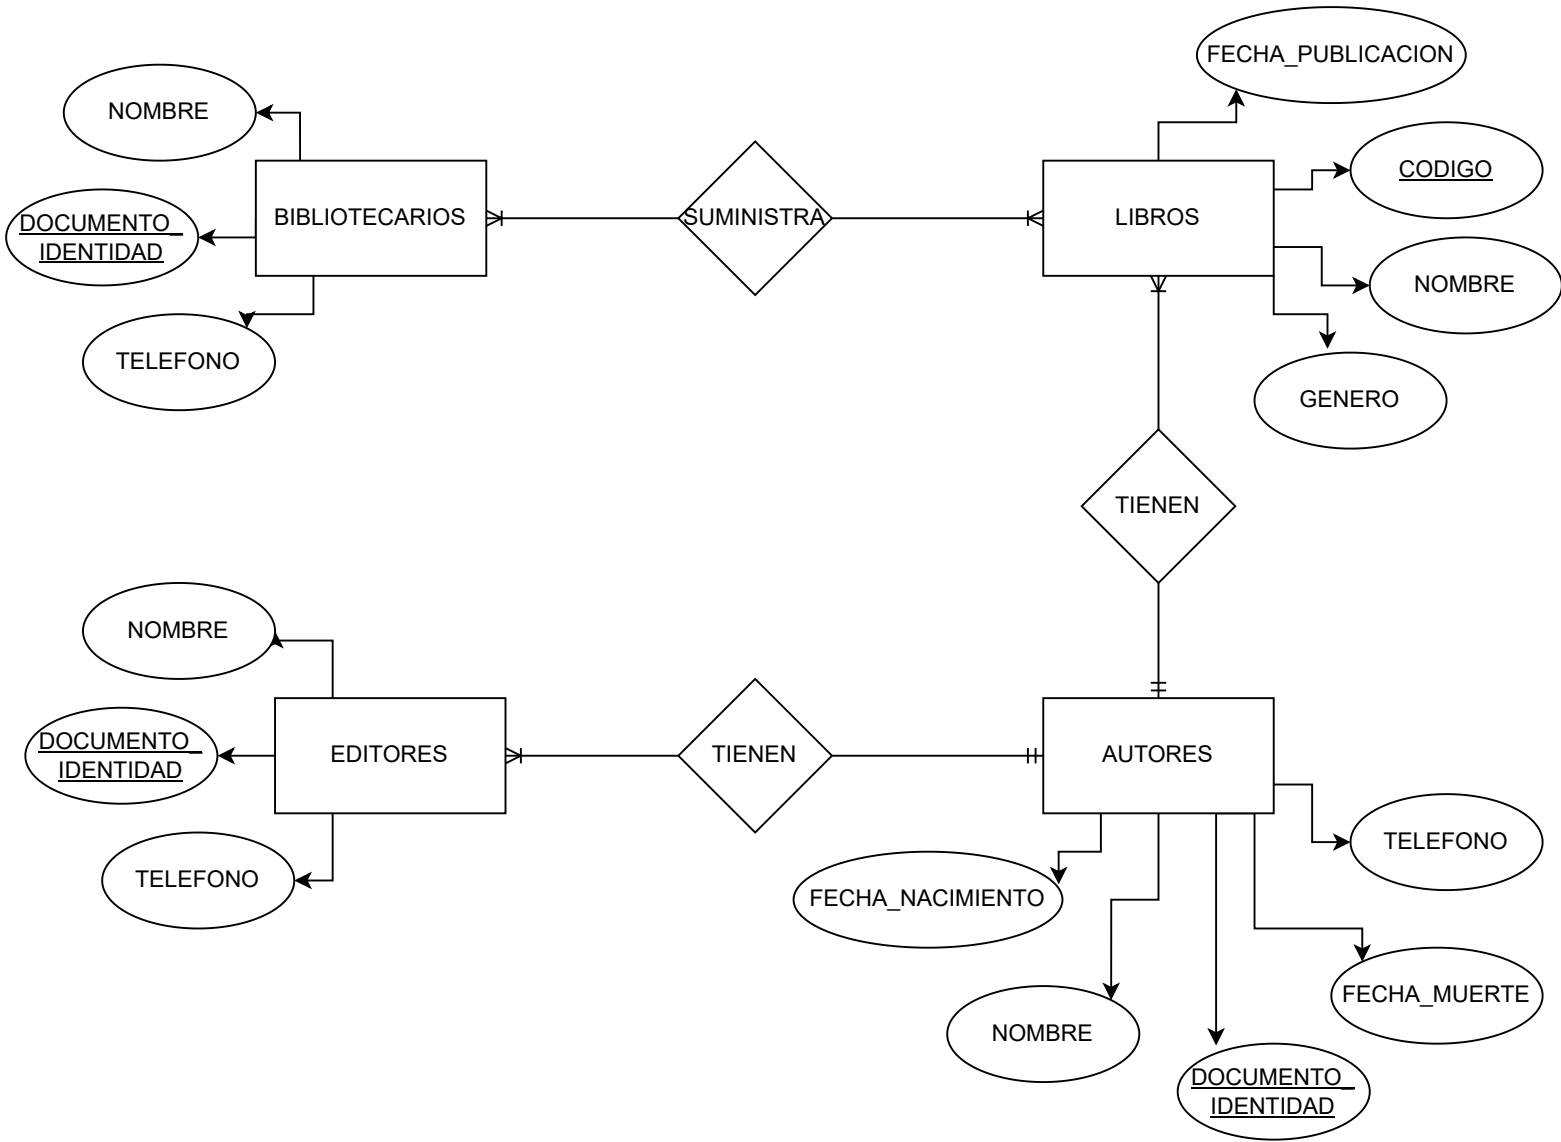 FECHA_PUBLICACION
NOMBRE
CODIGO
BIBLIOTECARIOS
SUMINISTRA
LIBROS
DOCUMENTO_
IDENTIDAD
NOMBRE
TELEFONO
GENERO
TIENEN
NOMBRE
DOCUMENTO_
IDENTIDAD
EDITORES
TIENEN
AUTORES
TELEFONO
TELEFONO
FECHA_NACIMIENTO
FECHA_MUERTE
NOMBRE
DOCUMENTO_
IDENTIDAD